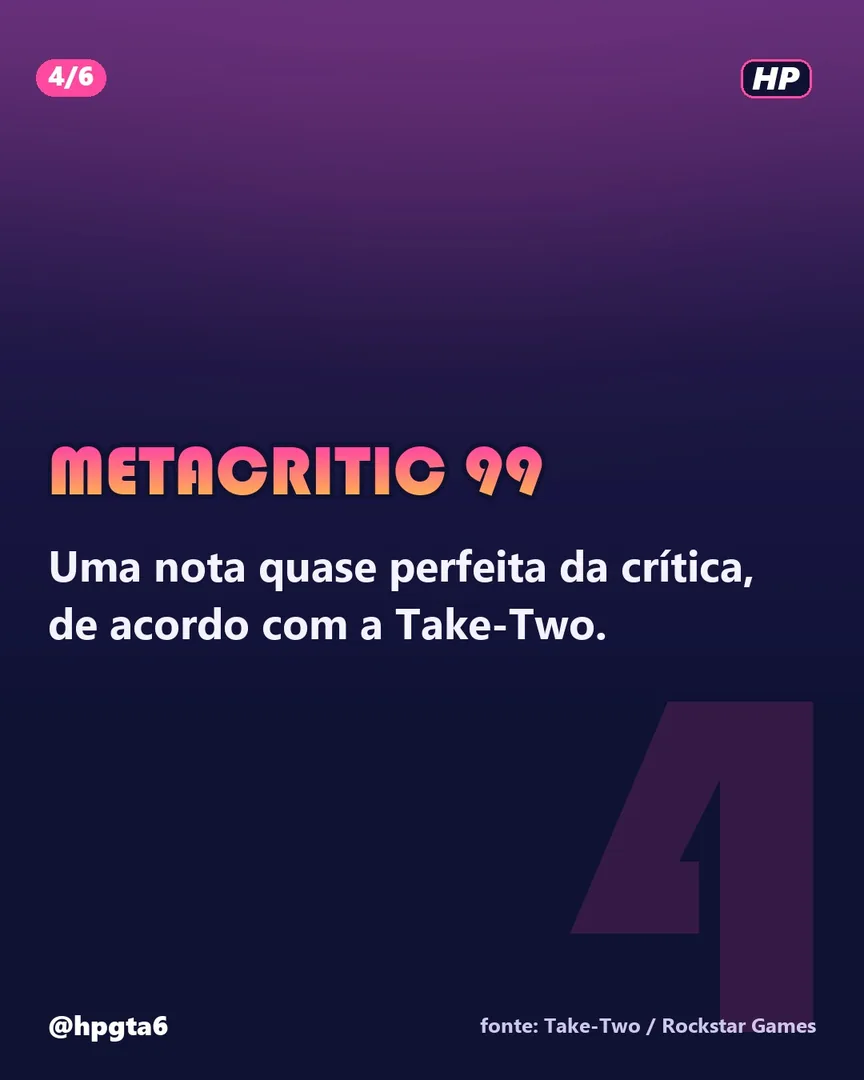 4/6
HP
METACRITIC 99
Uma nota quase perfeita da crítica,
de acordo com a Take-Two.
4
@hpgta6
fonte: Take-Two / Rockstar Games